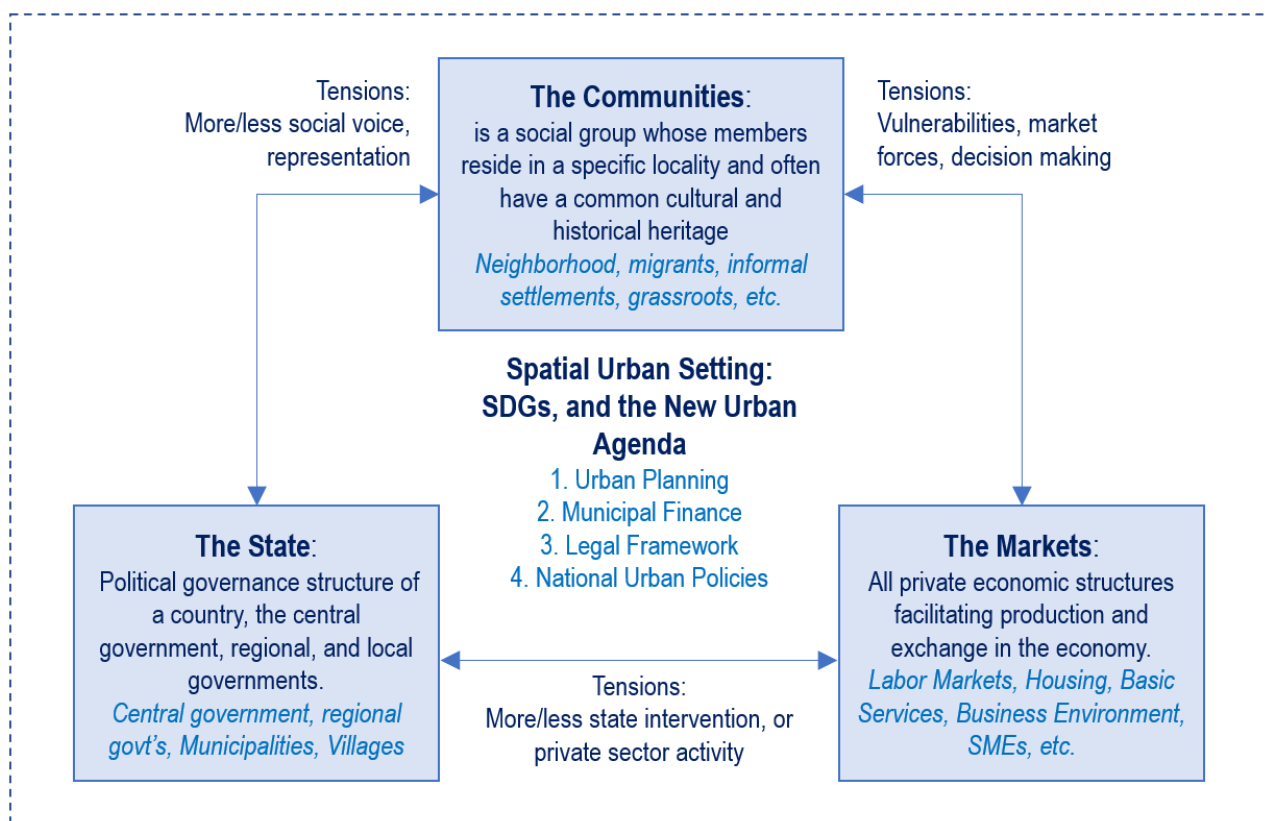 Tensions:
More/less social voice,
representation
The Communities:
is a social group whose members
reside in a specific locality and often
have a common cultural and
historical heritage
Neighborhood, migrants, informal
settlements, grassroots, etc.
Tensions:
Vulnerabilities, market
forces, decision making
Spatial Urban Setting:
SDGs, and the New Urban
Agenda
1. Urban Planning
2. Municipal Finance
3. Legal Framework
4. National Urban Policies
The State:
Political governance structure of
a country, the central
government, regional, and local
governments.
Central government, regional
govt's, Municipalities, Villages
Tensions:
More/less state intervention, or
private sector activity
The Markets:
All private economic structures
facilitating production and
exchange in the economy.
Labor Markets, Housing, Basic
Services, Business Environment,
SMEs, etc.